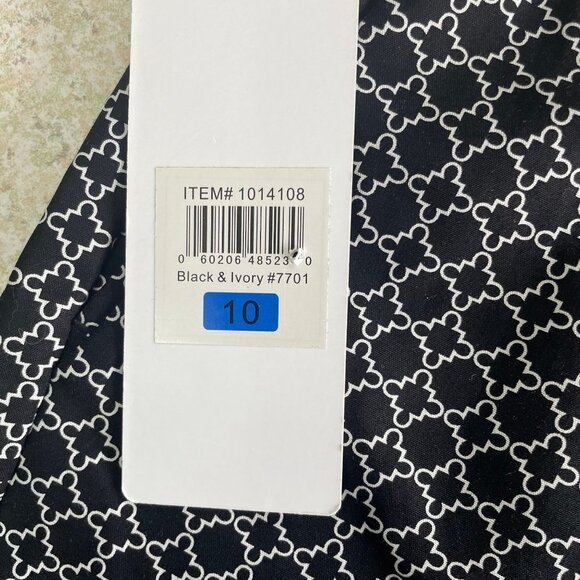 ITEM# 1014108
0 60206 48523 0
Black & Ivory #7701
10